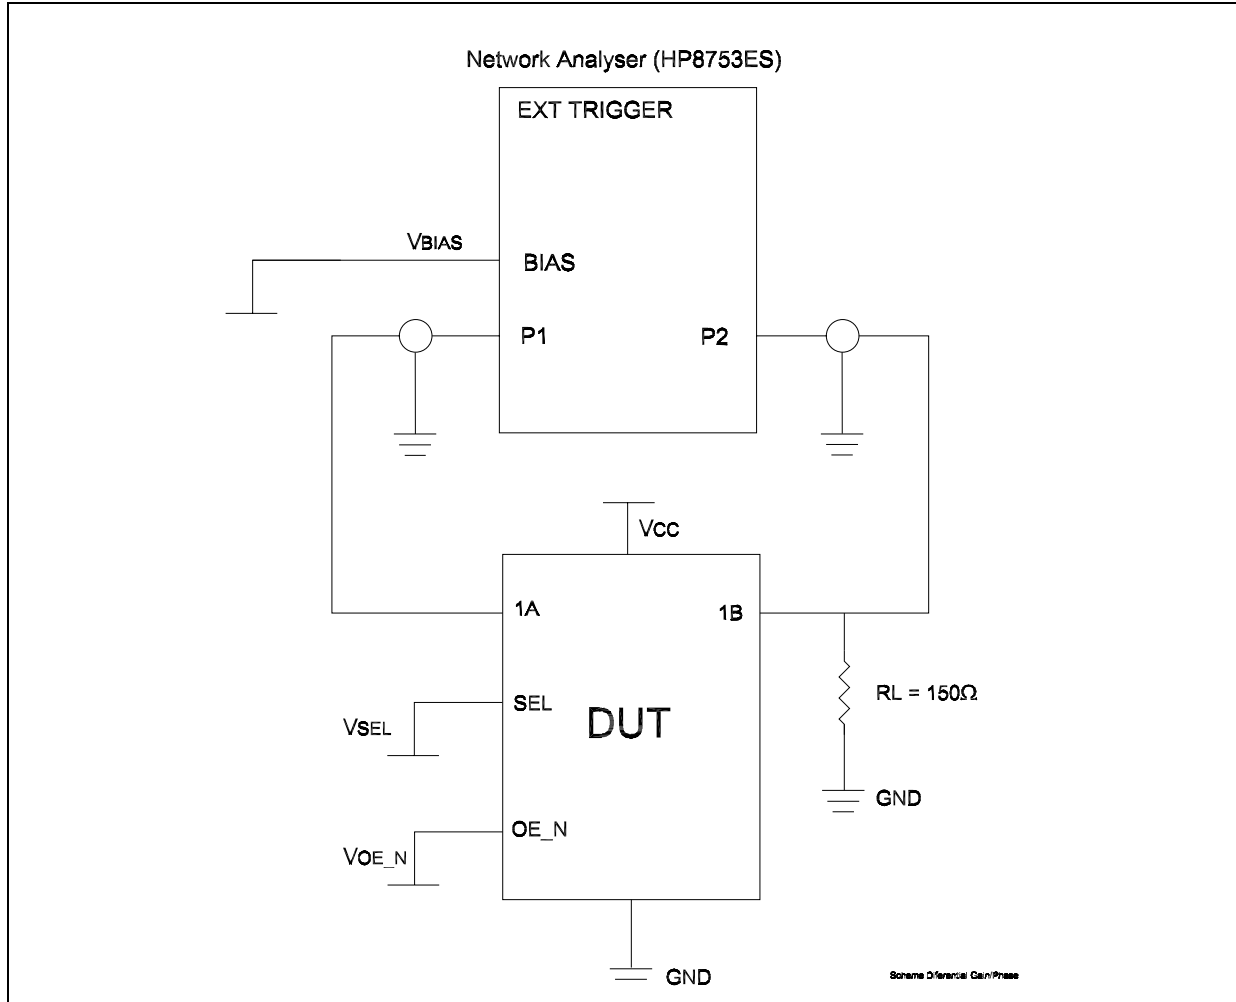 Network Analyser (HP8753ES)
EXT TRIGGER
VBIAS
BIAS
P1
P2
VCC
1A
1B
SEL
DUT
RL = 150Ω
VSEL
GND
OE_N
VOE_N
GND
Scheme Diferential Gain/Phase